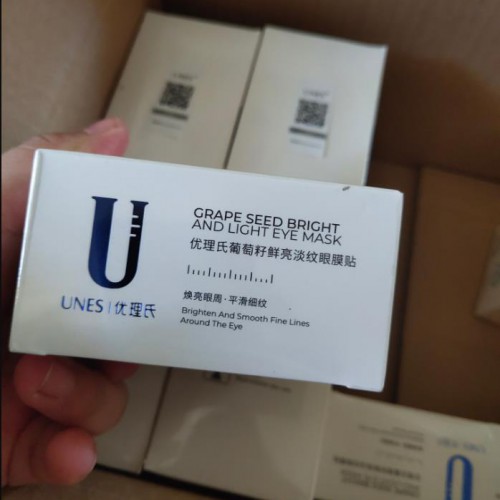 GRAPE SEED BRIGHT
AND LIGHT EYE MASK
优理氏葡萄籽鲜亮淡纹眼膜贴
UNES | 优理氏
焕亮眼周·平滑细纹
Brighten And Smooth Fine Lines
Around The Eye